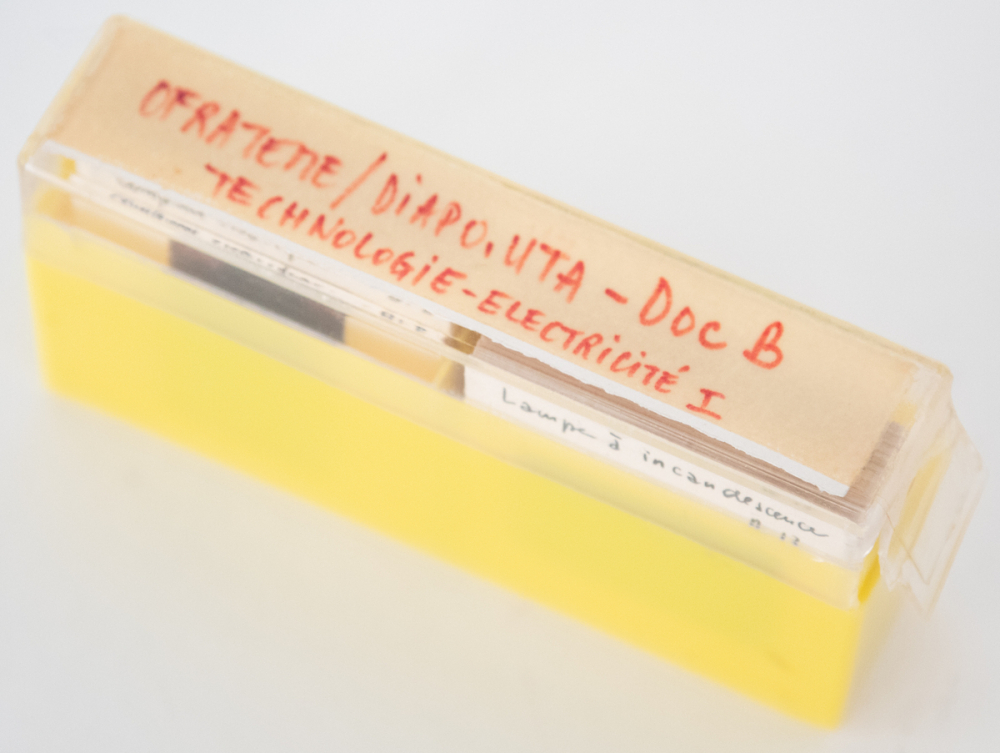 OFRATEME/DiAPO.UTA - DOC B
TECHNOLOGiE-ELECTRiCiTÉ I
Lampe à incandescence